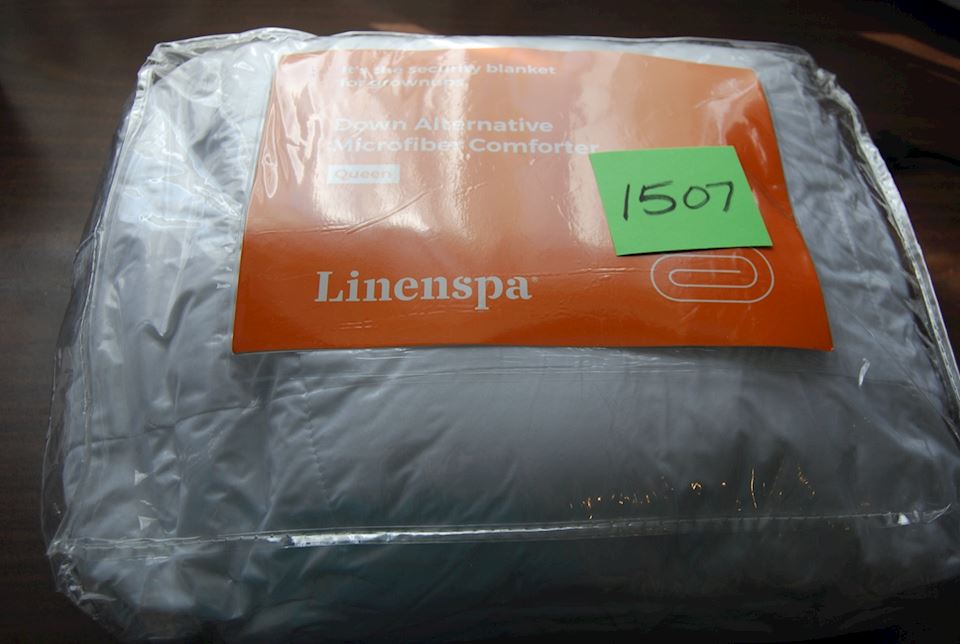 It's the security blanket
for grownups.
Down Alternative
Microfiber Comforter
Queen
1507
Linenspa